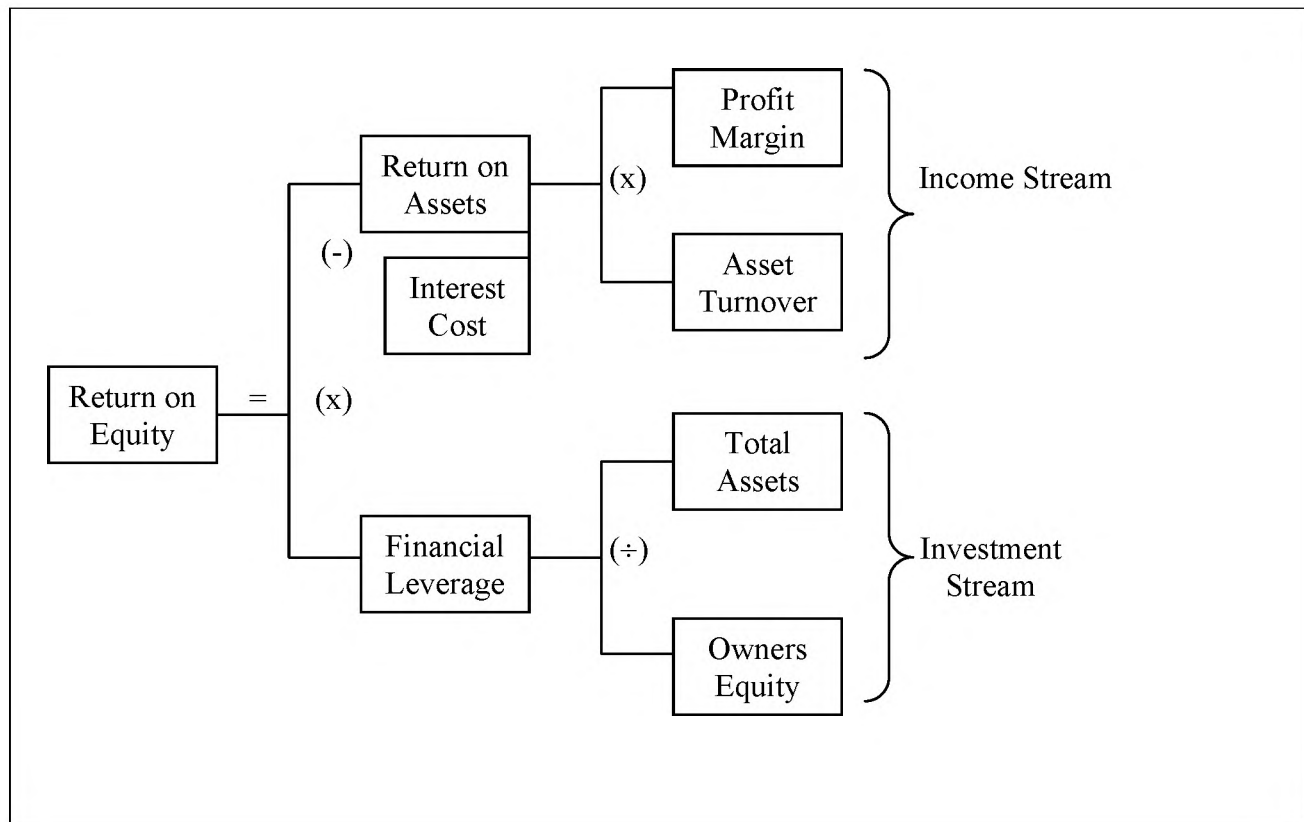 Profit
Margin
Return on
Assets
(x)
Income Stream
(-)
Interest
Cost
Asset
Turnover
Return on
Equity
=
(x)
Total
Assets
Financial
Leverage
(÷)
Investment
Stream
Owners
Equity